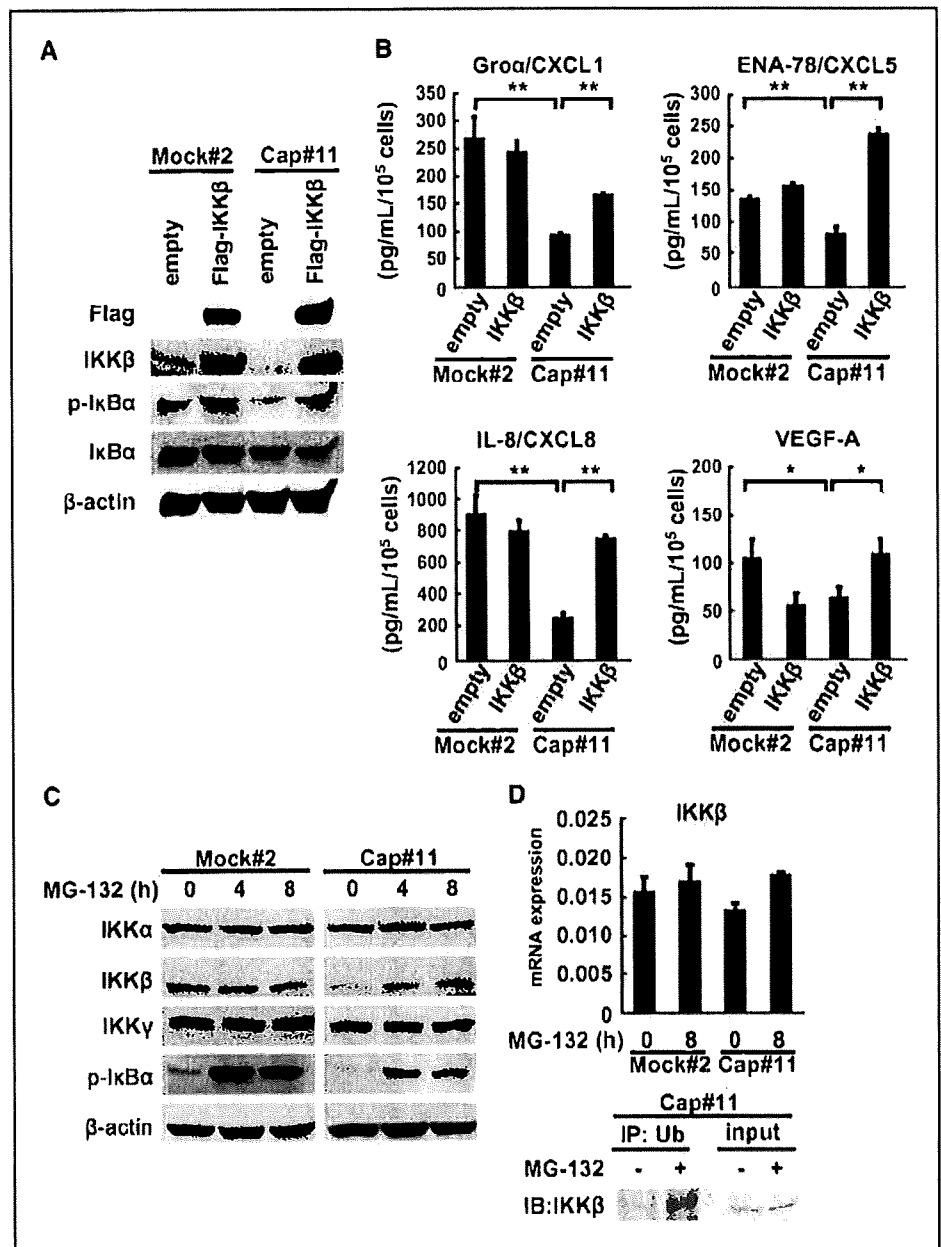 A
Mock#2 Cap#11
empty Flag-IKKβ empty Flag-IKKβ
Flag
IKKβ
p-IκBα
IκBα
β-actin
B
Groα/CXCL1
** **
(pg/mL/10⁵ cells)
350
300
250
200
150
100
50
0
empty IKKβ empty IKKβ
Mock#2 Cap#11
ENA-78/CXCL5
** **
(pg/mL/10⁵ cells)
300
250
200
150
100
50
0
empty IKKβ empty IKKβ
Mock#2 Cap#11
IL-8/CXCL8
** **
(pg/mL/10⁵ cells)
1200
1000
800
600
400
200
0
empty IKKβ empty IKKβ
Mock#2 Cap#11
VEGF-A
* *
(pg/mL/10⁵ cells)
200
150
100
50
0
empty IKKβ empty IKKβ
Mock#2 Cap#11
C
Mock#2 Cap#11
MG-132 (h) 0 4 8 0 4 8
IKKα
IKKβ
IKKγ
p-IκBα
β-actin
D
IKKβ
mRNA expression
0.025
0.020
0.015
0.010
0.005
0
MG-132 (h) 0 8 0 8
Mock#2 Cap#11
Cap#11
IP: Ub input
MG-132 - + - +
IB:IKKβ